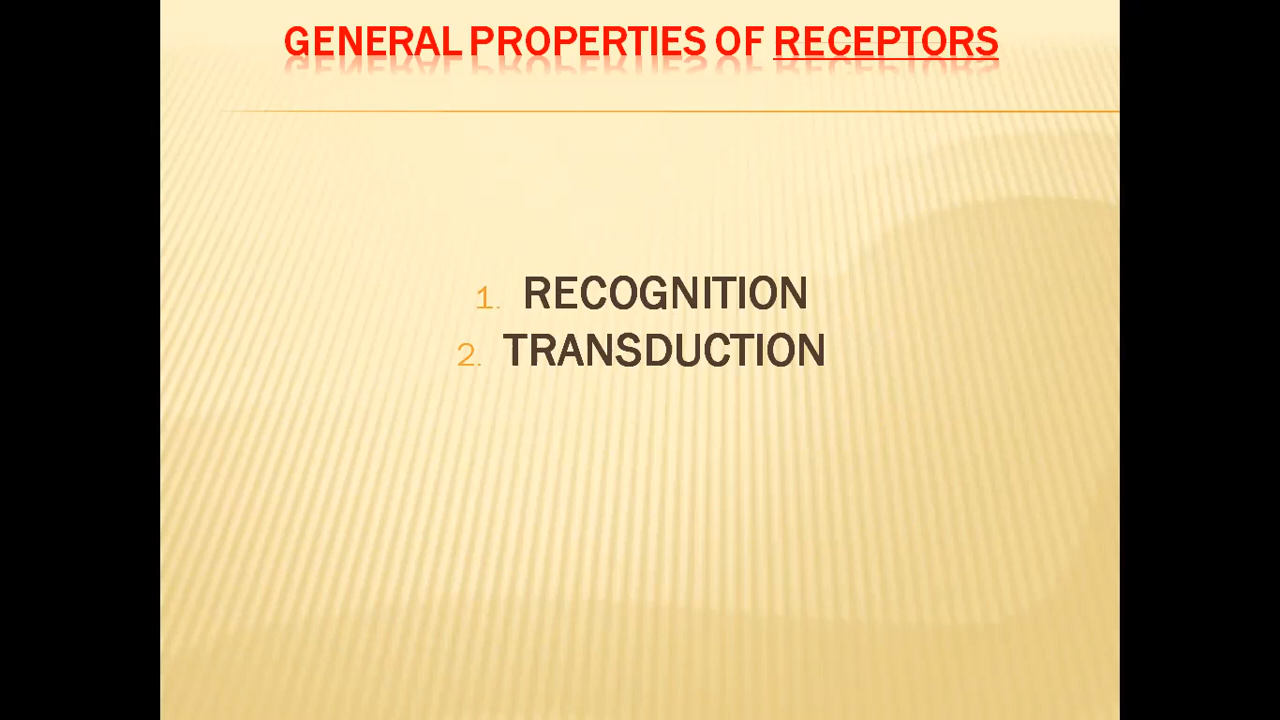 GENERAL PROPERTIES OF RECEPTORS
1. RECOGNITION
2. TRANSDUCTION